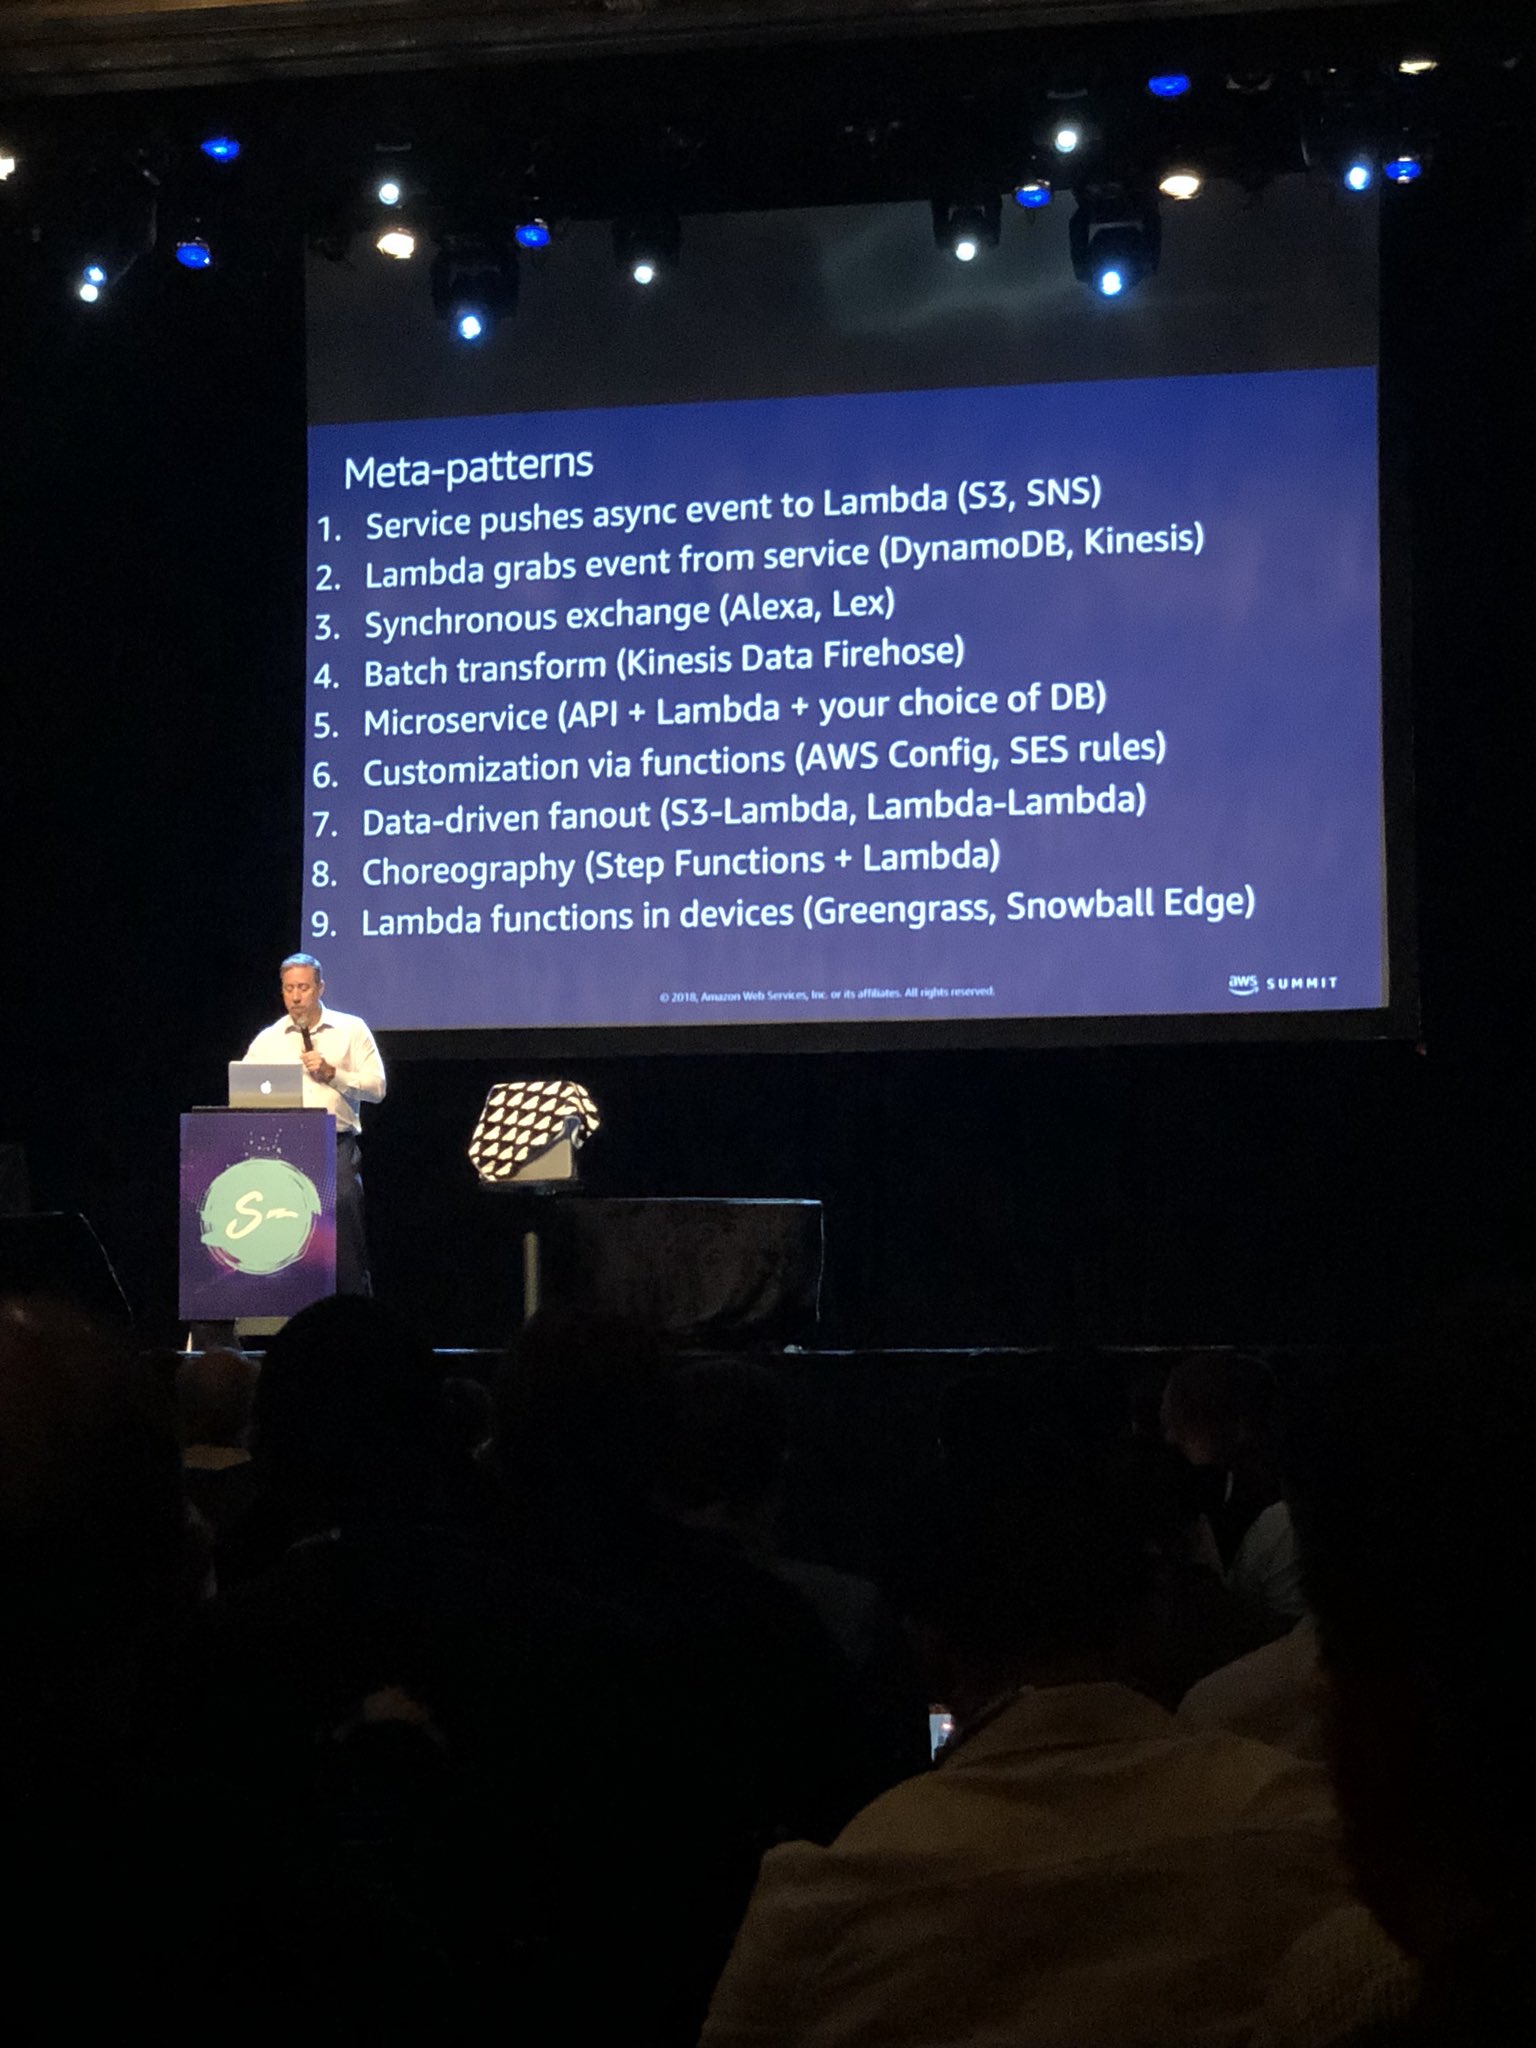 Meta-patterns
1. Service pushes async event to Lambda (S3, SNS)
2. Lambda grabs event from service (DynamoDB, Kinesis)
3. Synchronous exchange (Alexa, Lex)
4. Batch transform (Kinesis Data Firehose)
5. Microservice (API + Lambda + your choice of DB)
6. Customization via functions (AWS Config, SES rules)
7. Data-driven fanout (S3-Lambda, Lambda-Lambda)
8. Choreography (Step Functions + Lambda)
9. Lambda functions in devices (Greengrass, Snowball Edge)
© 2018, Amazon Web Services, Inc. or its affiliates. All rights reserved.
aws SUMMIT
S